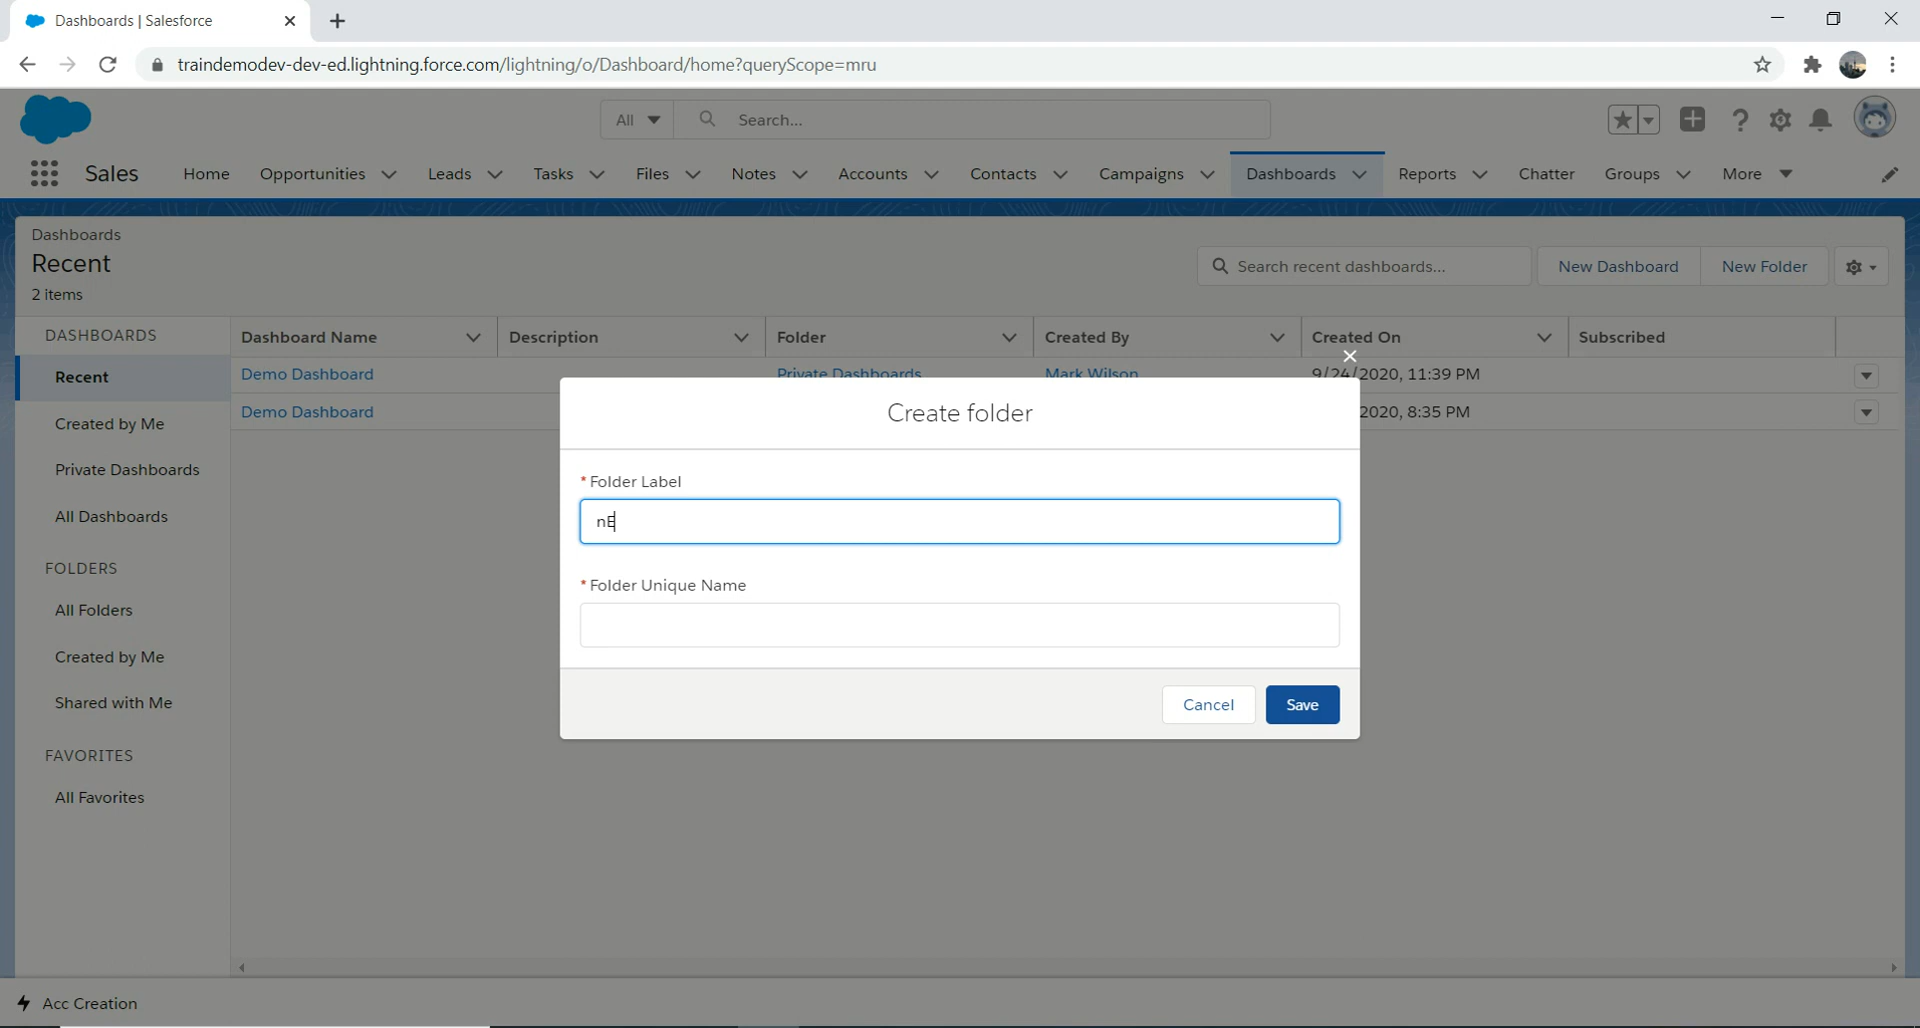 Dashboards | Salesforce
traindemodev-dev-ed.lightning.force.com/lightning/o/Dashboard/home?queryScope=mru
All Search...
Sales Home Opportunities Leads Tasks Files Notes Accounts Contacts Campaigns Dashboards Reports Chatter Groups More
Dashboards
Recent
2 items
Search recent dashboards... New Dashboard New Folder
DASHBOARDS
Recent
Created by Me
Private Dashboards
All Dashboards
FOLDERS
All Folders
Created by Me
Shared with Me
FAVORITES
All Favorites
Dashboard Name Description Folder Created By Created On Subscribed
Demo Dashboard Private Dashboards Mark Wilson 9/24/2020, 11:39 PM
Demo Dashboard 2020, 8:35 PM
Create folder
* Folder Label
nE
* Folder Unique Name
Cancel Save
Acc Creation